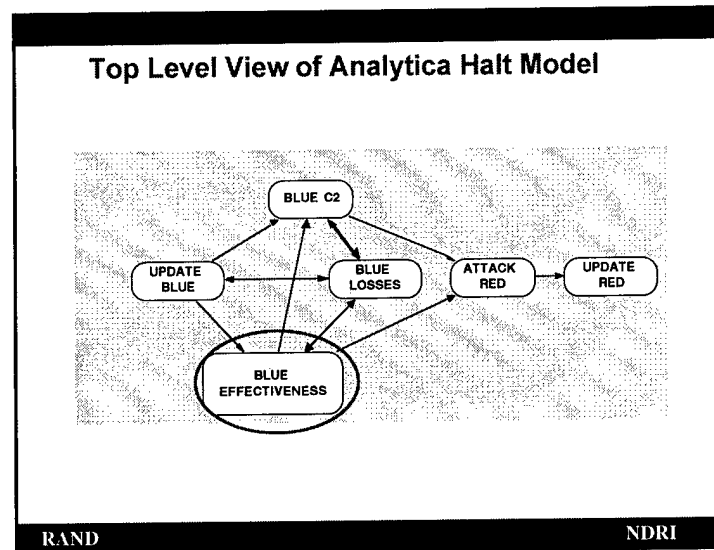 Top Level View of Analytica Halt Model
BLUE C2
UPDATE
BLUE
BLUE
LOSSES
ATTACK
RED
UPDATE
RED
BLUE
EFFECTIVENESS
RAND
NDRI